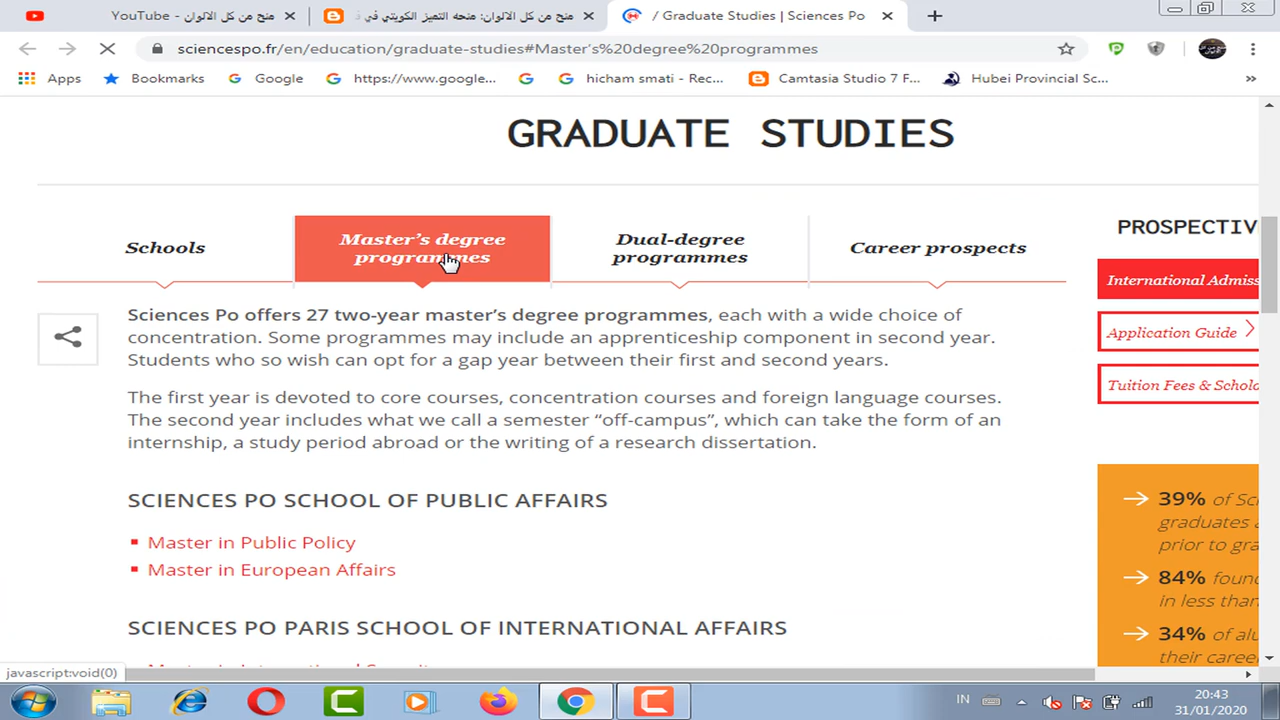 YouTube - منح من كل الالوان
منح من كل الالوان: منحه التميز الكويتي في
/ Graduate Studies | Sciences Po
sciencespo.fr/en/education/graduate-studies#Master's%20degree%20programmes
Apps Bookmarks Google https://www.google... hicham smati - Rec... Camtasia Studio 7 F... Hubei Provincial Sc... »
GRADUATE STUDIES
Schools
Master's degree
programmes
Dual-degree
programmes
Career prospects
Sciences Po offers 27 two-year master's degree programmes, each with a wide choice of
concentration. Some programmes may include an apprenticeship component in second year.
Students who so wish can opt for a gap year between their first and second years.
The first year is devoted to core courses, concentration courses and foreign language courses.
The second year includes what we call a semester “off-campus”, which can take the form of an
internship, a study period abroad or the writing of a research dissertation.
SCIENCES PO SCHOOL OF PUBLIC AFFAIRS
Master in Public Policy
Master in European Affairs
SCIENCES PO PARIS SCHOOL OF INTERNATIONAL AFFAIRS
PROSPECTIV
International Admiss
Application Guide
Tuition Fees & Schola
39% of Sci
graduates
prior to gra
84% foun
in less than
34% of alu
their career
javascript:void(0)
IN
20:43
31/01/2020